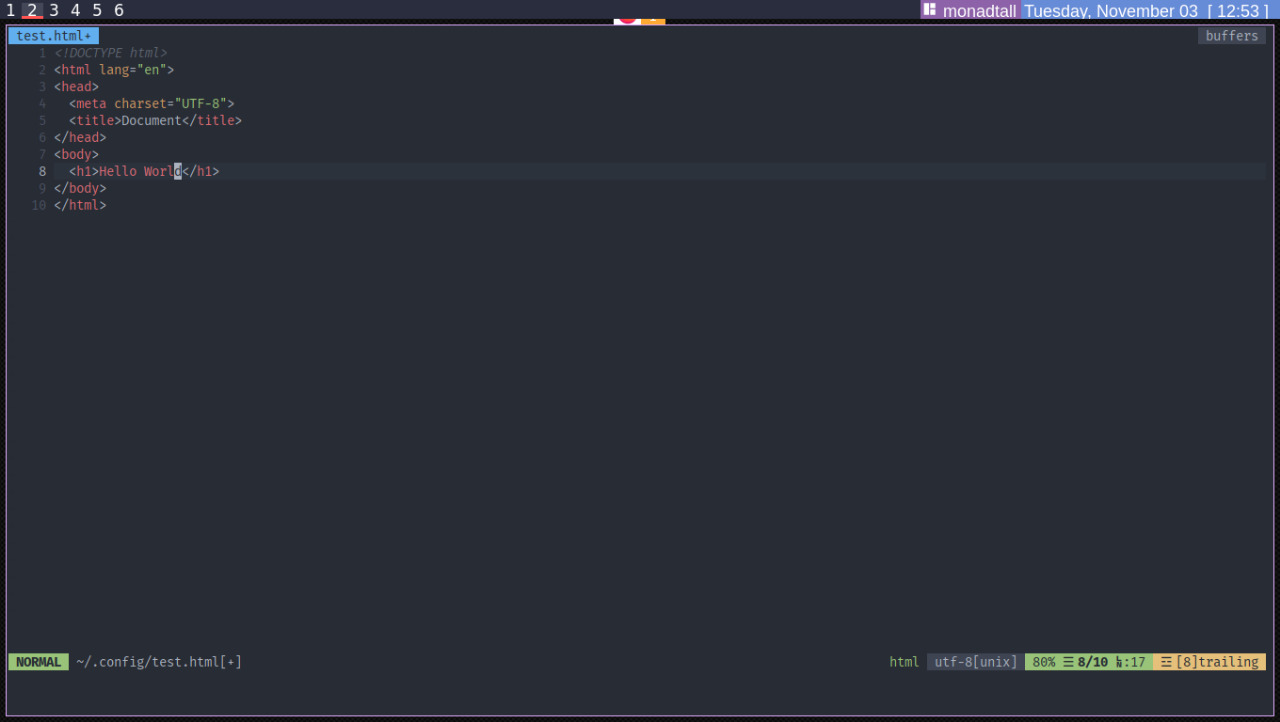 1 2 3 4 5 6 monadtall Tuesday, November 03 [ 12:53 ]
test.html+ buffers
1 <!DOCTYPE html>
2 <html lang="en">
3 <head>
4   <meta charset="UTF-8">
5   <title>Document</title>
6 </head>
7 <body>
8   <h1>Hello World</h1>
9 </body>
10 </html>
NORMAL ~/.config/test.html[+] html utf-8[unix] 80% ☰ 8/10 ㏑:17 ☲ [8]trailing